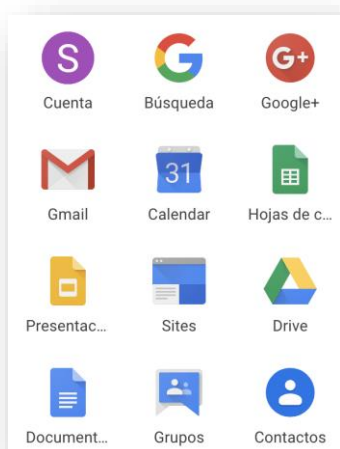 S G G+
Cuenta Búsqueda Google+
31
Gmail Calendar Hojas de c...
Presentac... Sites Drive
Document... Grupos Contactos